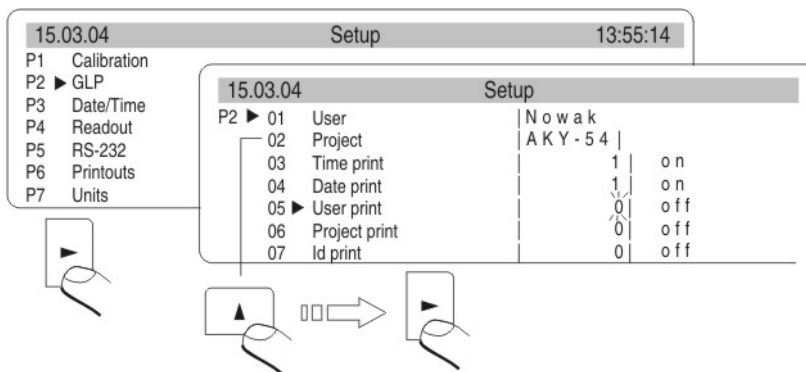 15.03.04 Setup 13:55:14
P1 Calibration
P2 ► GLP
P3 Date/Time
P4 Readout
P5 RS-232
P6 Printouts
P7 Units
15.03.04 Setup
P2 ► 01 User |Nowak
02 Project |AKY-54|
03 Time print | 1| on
04 Date print | 1| on
05 ► User print | 0| off
06 Project print | 0| off
07 Id print | 0| off